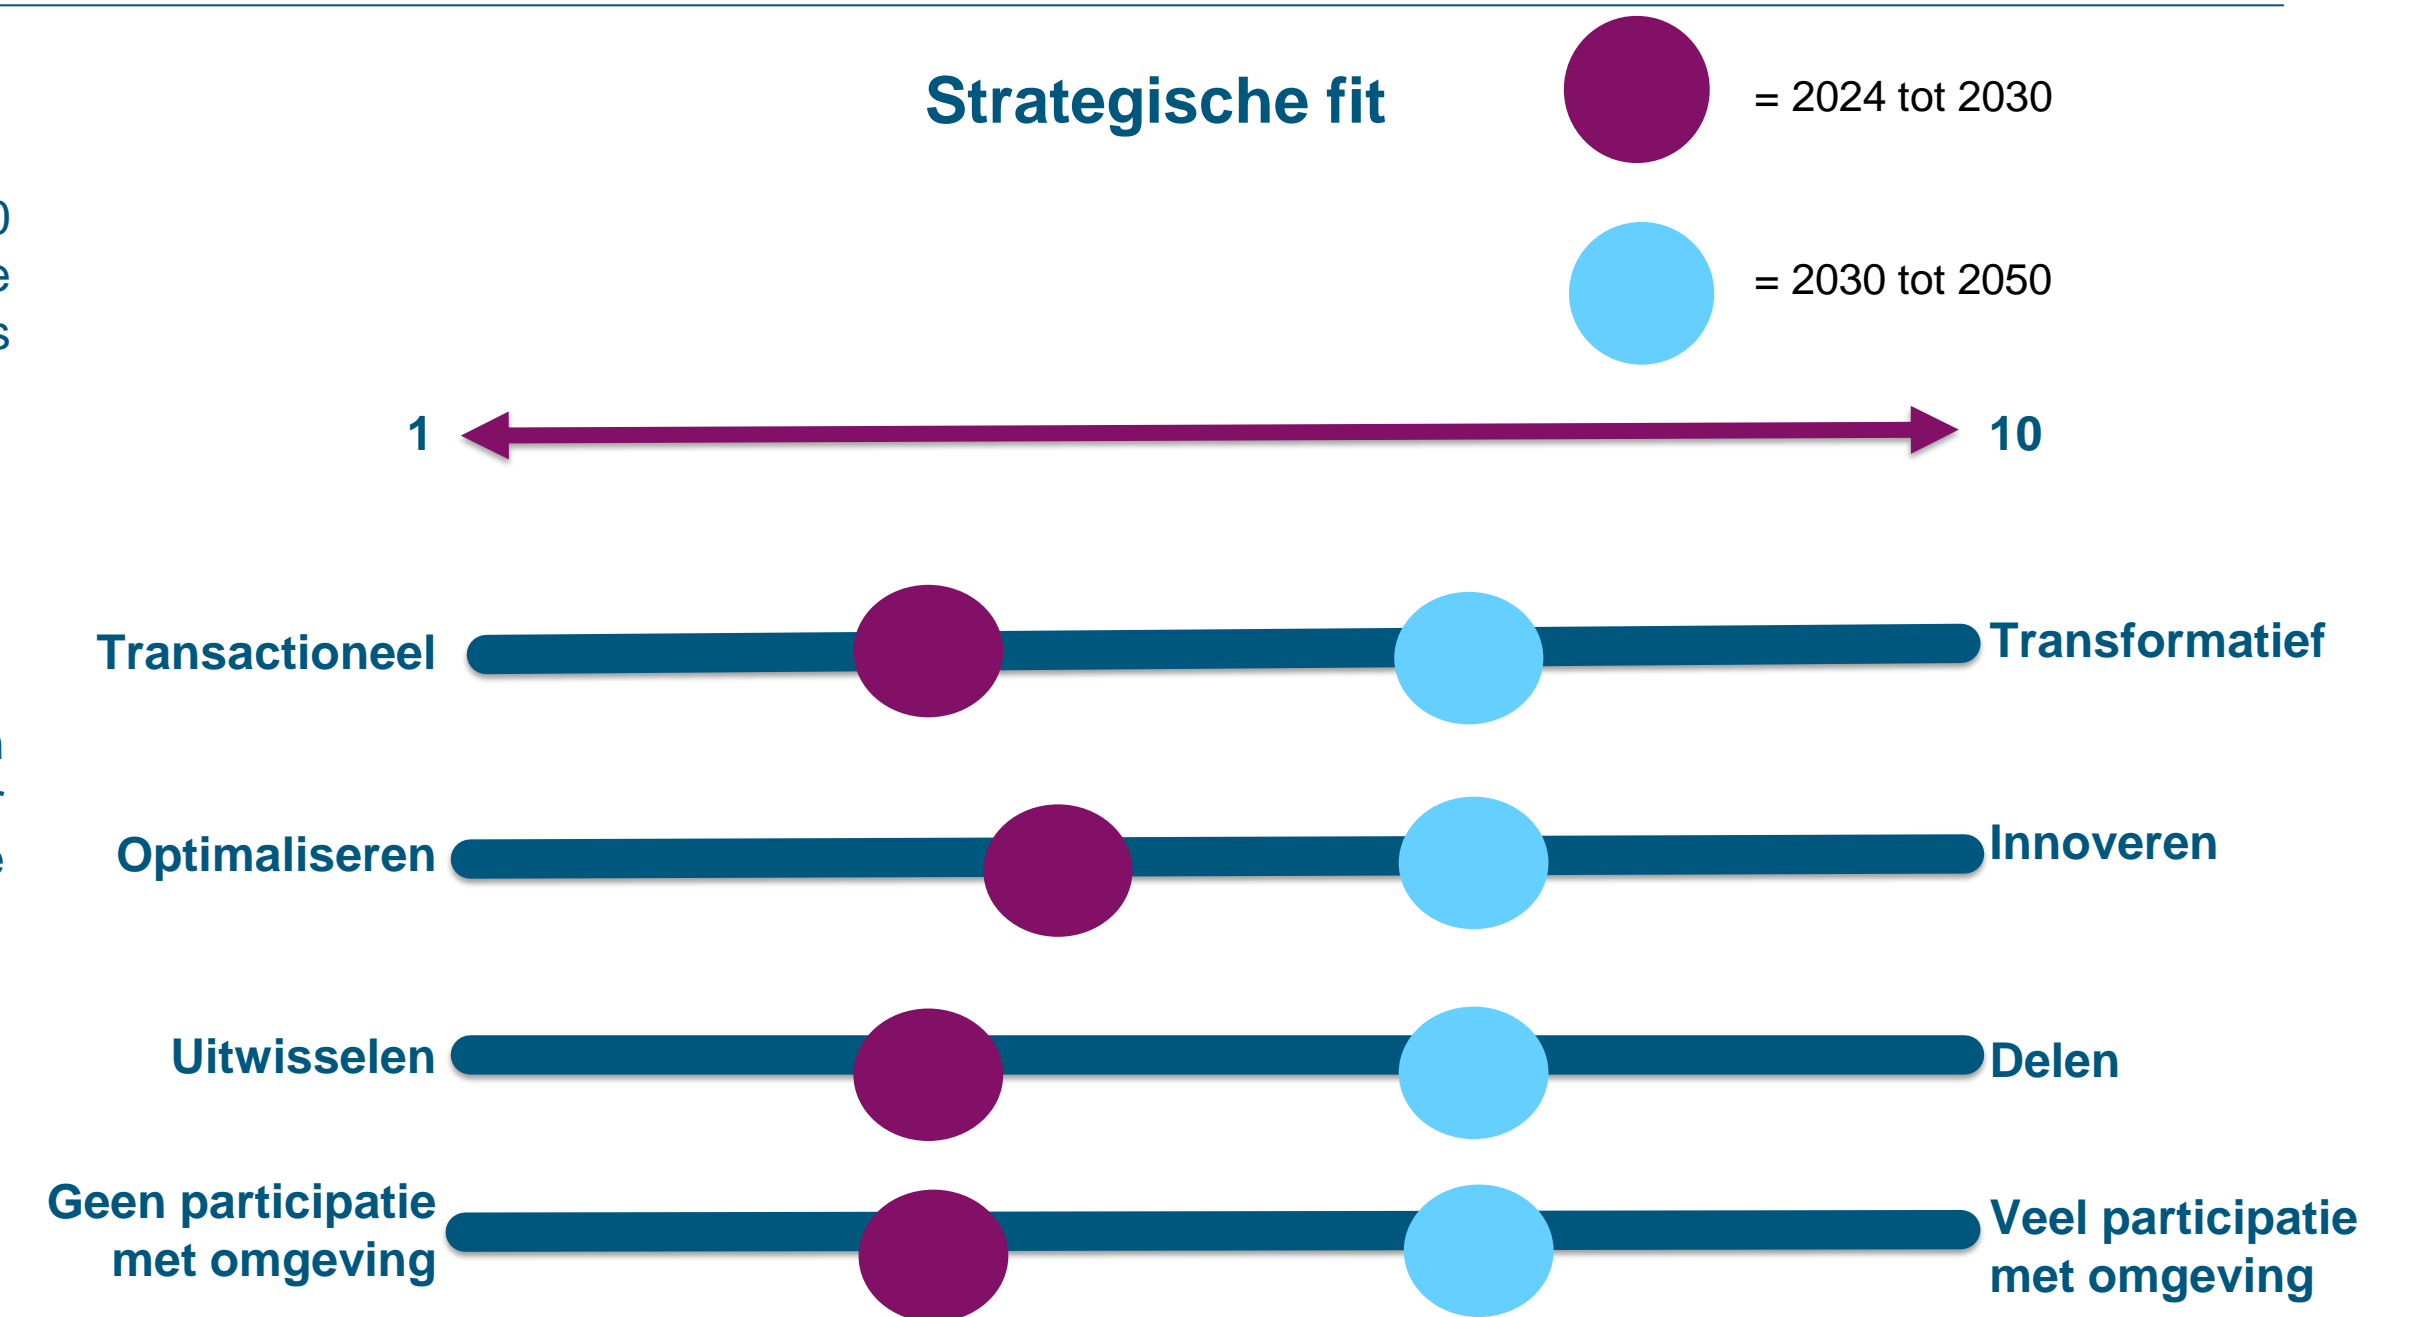 Strategische fit
= 2024 tot 2030
= 2030 tot 2050
1
10
Transactioneel
Transformatief
Optimaliseren
Innoveren
Uitwisselen
Delen
Geen participatie
met omgeving
Veel participatie
met omgeving